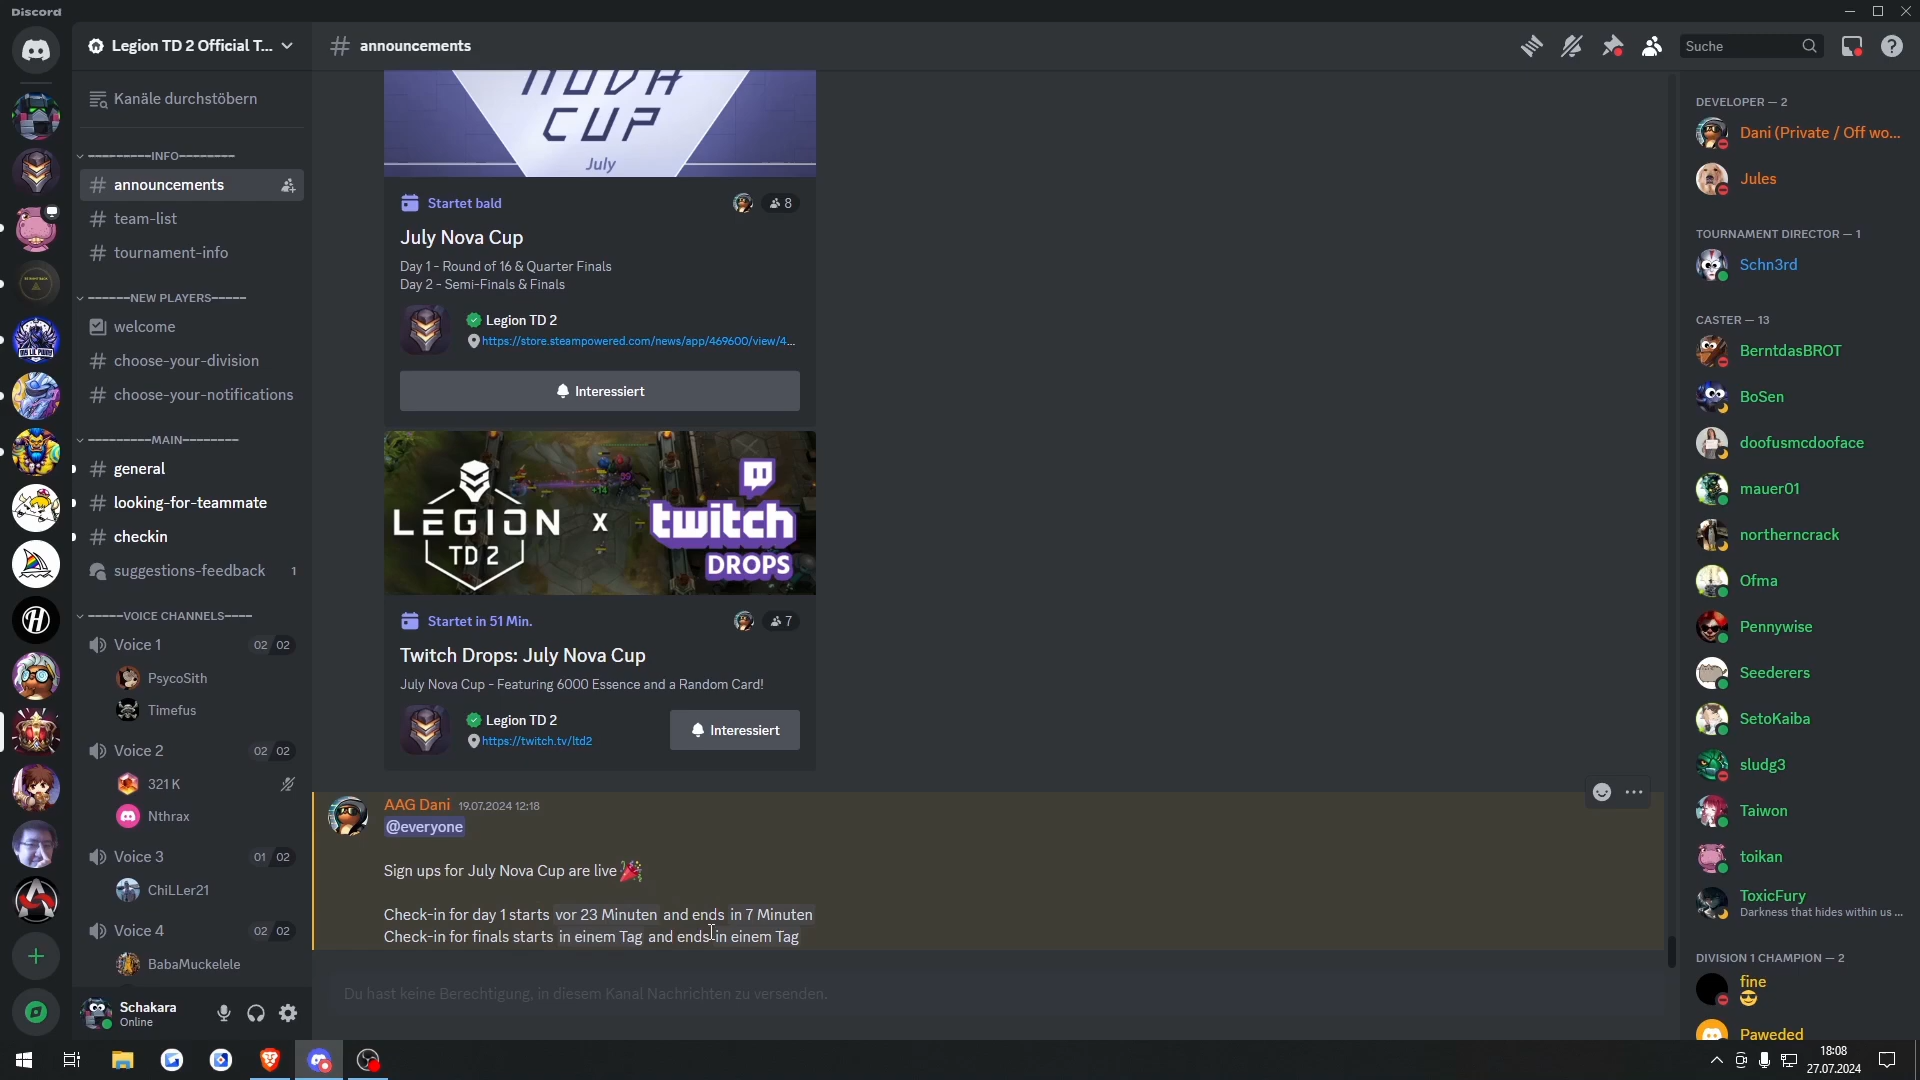 Discord
Legion TD 2 Official T...
Kanäle durchstöbern
---------INFO--------
announcements
team-list
tournament-info
------NEW PLAYERS-----
welcome
choose-your-division
choose-your-notifications
---------MAIN--------
general
looking-for-teammate
checkin
suggestions-feedback 1
-----VOICE CHANNELS----
Voice 1 02 02
PsycoSith
Timefus
Voice 2 02 02
321 K
Nthrax
Voice 3 01 02
ChiLLer21
Voice 4 02 02
BabaMuckelele
Schakara
Online
announcements
Suche
NOVA
CUP
July
Startet bald 8
July Nova Cup
Day 1 - Round of 16 & Quarter Finals
Day 2 - Semi-Finals & Finals
Legion TD 2
https://store.steampowered.com/news/app/469600/view/4...
Interessiert
LEGION
TD 2
X
twitch
DROPS
Startet in 51 Min. 7
Twitch Drops: July Nova Cup
July Nova Cup - Featuring 6000 Essence and a Random Card!
Legion TD 2
https://twitch.tv/ltd2
Interessiert
AAG Dani 19.07.2024 12:18
@everyone
Sign ups for July Nova Cup are live
Check-in for day 1 starts vor 23 Minuten and ends in 7 Minuten
Check-in for finals starts in einem Tag and ends in einem Tag
Du hast keine Berechtigung, in diesem Kanal Nachrichten zu versenden.
DEVELOPER — 2
Dani (Private / Off wo...
Jules
TOURNAMENT DIRECTOR — 1
Schn3rd
CASTER — 13
BerntdasBROT
BoSen
doofusmcdooface
mauer01
northerncrack
Ofma
Pennywise
Seederers
SetoKaiba
sludg3
Taiwon
toikan
ToxicFury
Darkness that hides within us ...
DIVISION 1 CHAMPION — 2
fine
Paweded
18:08
27.07.2024